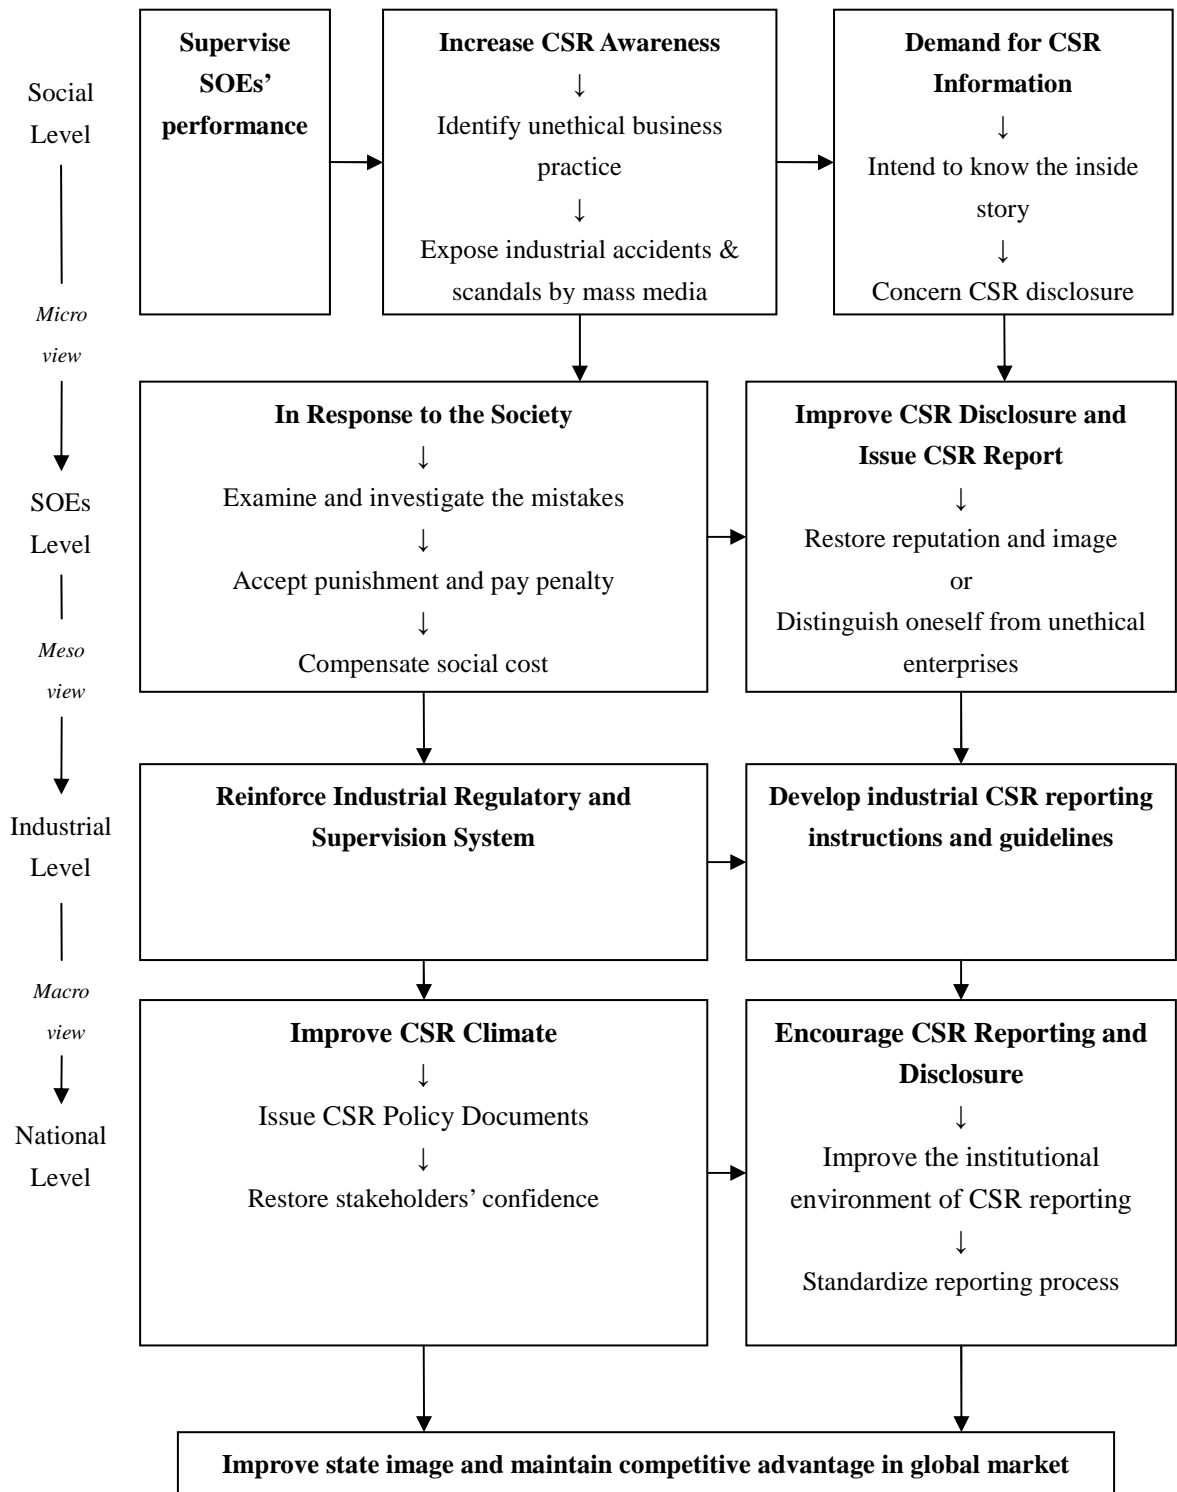 Social
Level
Micro
view
SOEs
Level
Meso
view
Industrial
Level
Macro
view
National
Level
Supervise
SOEs’
performance
Increase CSR Awareness
↓
Identify unethical business
practice
↓
Expose industrial accidents &
scandals by mass media
Demand for CSR
Information
↓
Intend to know the inside
story
↓
Concern CSR disclosure
In Response to the Society
↓
Examine and investigate the mistakes
↓
Accept punishment and pay penalty
↓
Compensate social cost
Improve CSR Disclosure and
Issue CSR Report
↓
Restore reputation and image
or
Distinguish oneself from unethical
enterprises
Reinforce Industrial Regulatory and
Supervision System
Develop industrial CSR reporting
instructions and guidelines
Improve CSR Climate
↓
Issue CSR Policy Documents
↓
Restore stakeholders’ confidence
Encourage CSR Reporting and
Disclosure
↓
Improve the institutional
environment of CSR reporting
↓
Standardize reporting process
Improve state image and maintain competitive advantage in global market